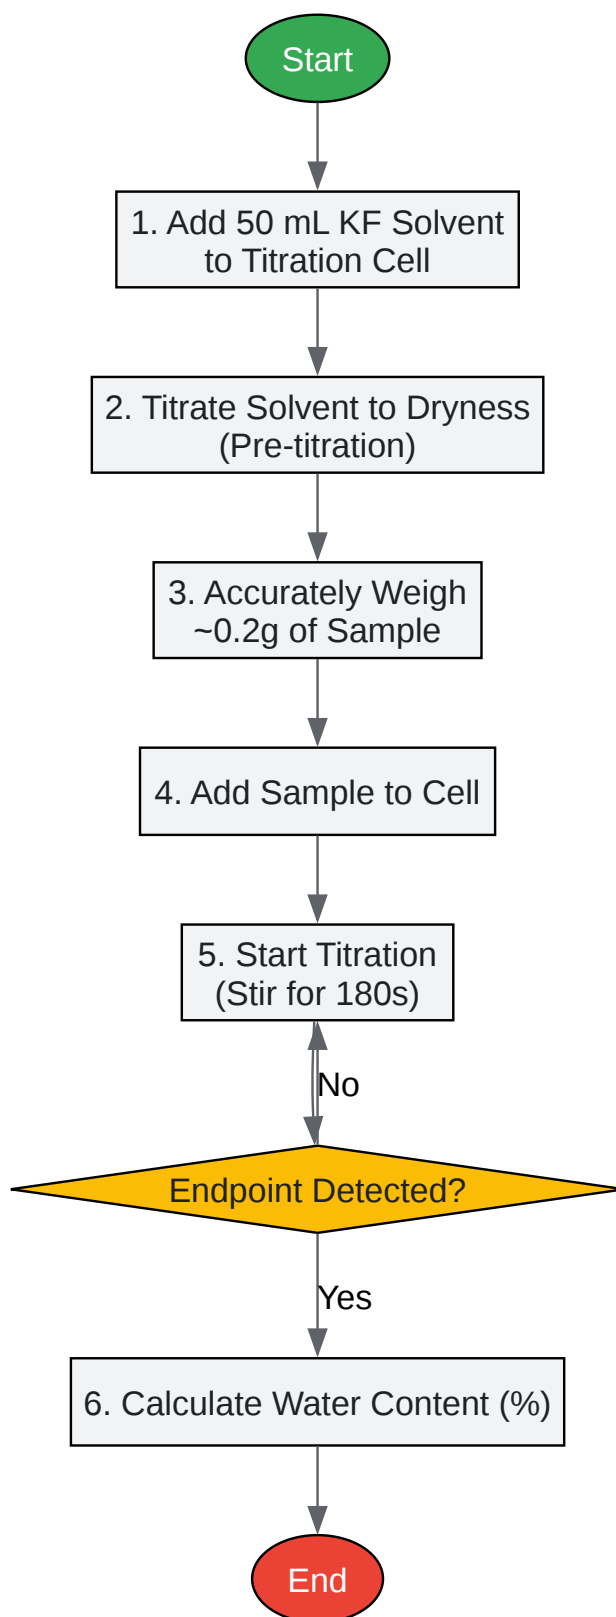 Start
1. Add 50 mL KF Solvent
to Titration Cell
2. Titrate Solvent to Dryness
(Pre-titration)
3. Accurately Weigh
~0.2g of Sample
4. Add Sample to Cell
5. Start Titration
(Stir for 180s)
No
Endpoint Detected?
Yes
6. Calculate Water Content (%)
End